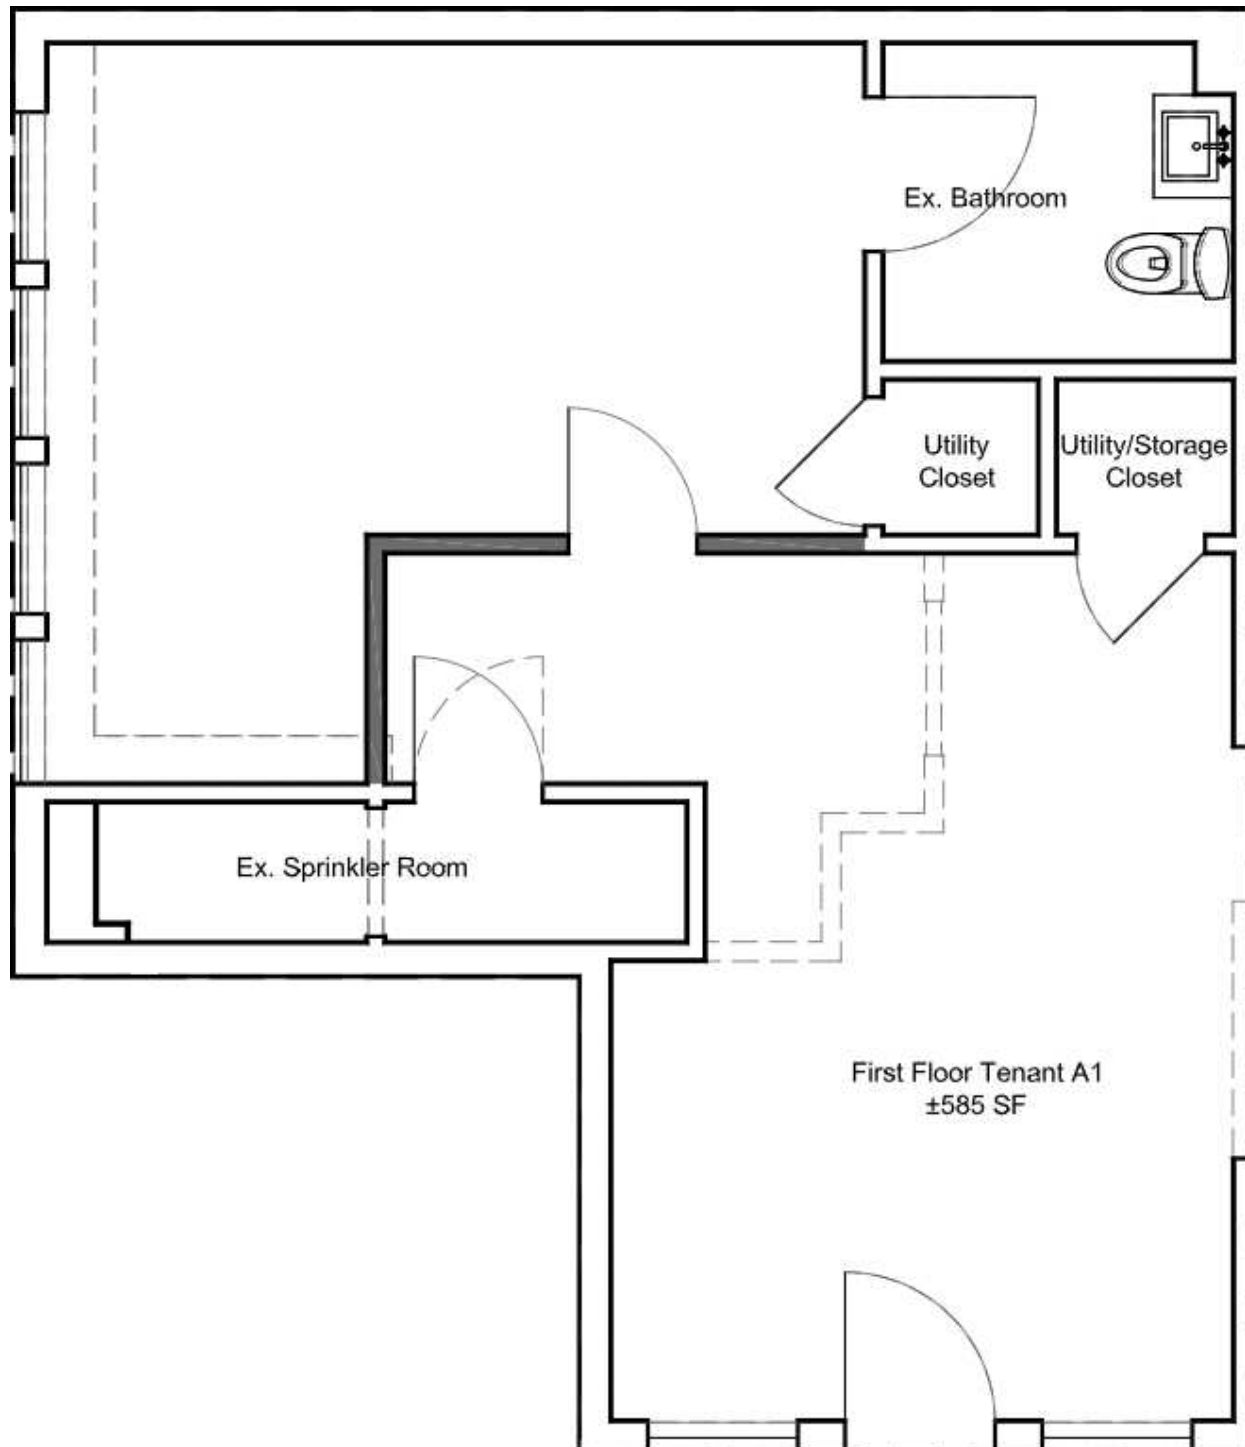 Ex. Bathroom
Utility
Closet
Utility/Storage
Closet
Ex. Sprinkler Room
First Floor Tenant A1
±585 SF